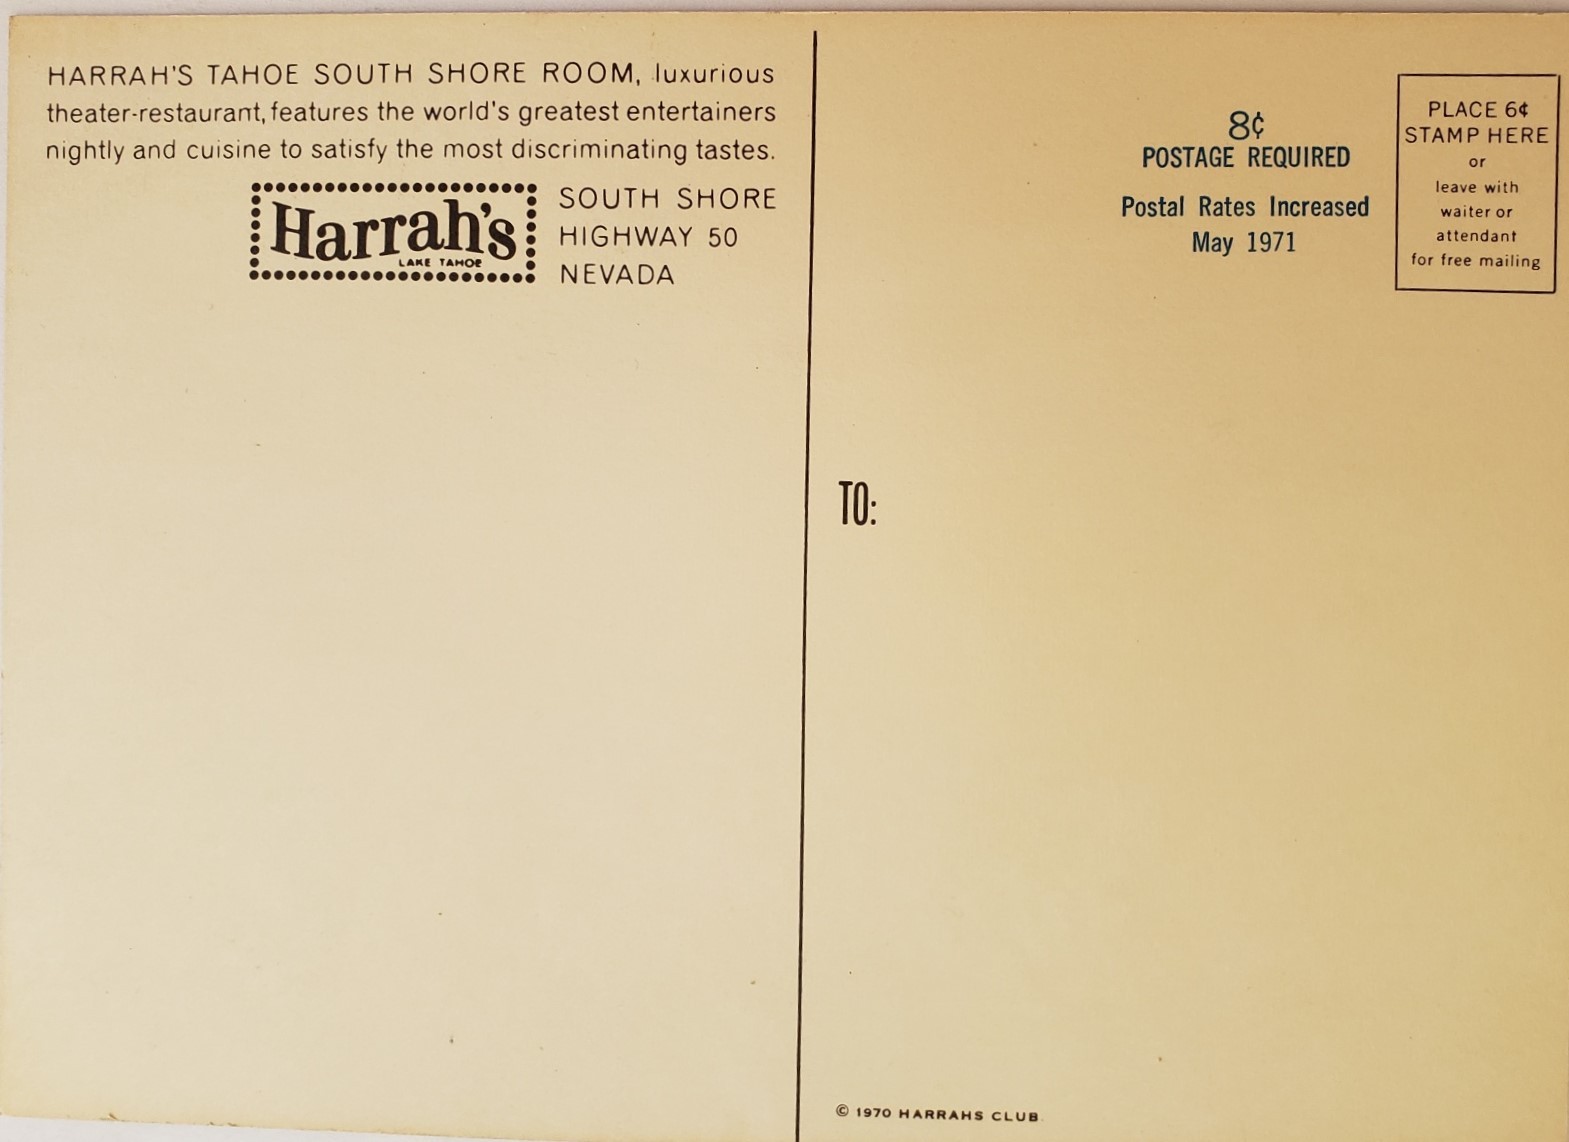 HARRAH'S TAHOE SOUTH SHORE ROOM, luxurious
theater-restaurant, features the world's greatest entertainers
nightly and cuisine to satisfy the most discriminating tastes.
Harrah's
LAKE TAHOE
SOUTH SHORE
HIGHWAY 50
NEVADA
8¢
POSTAGE REQUIRED
Postal Rates Increased
May 1971
PLACE 6¢
STAMP HERE
or
leave with
waiter or
attendant
for free mailing
TO:
© 1970 HARRAHS CLUB